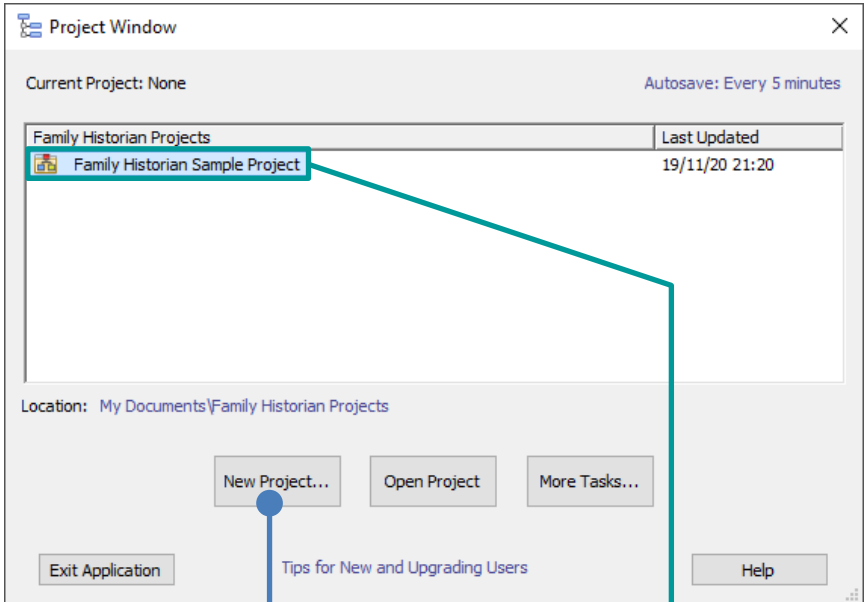 Project Window
Current Project: None Autosave: Every 5 minutes
Family Historian Projects Last Updated
Family Historian Sample Project 19/11/20 21:20
Location: My Documents\Family Historian Projects
New Project... Open Project More Tasks...
Exit Application Tips for New and Upgrading Users Help